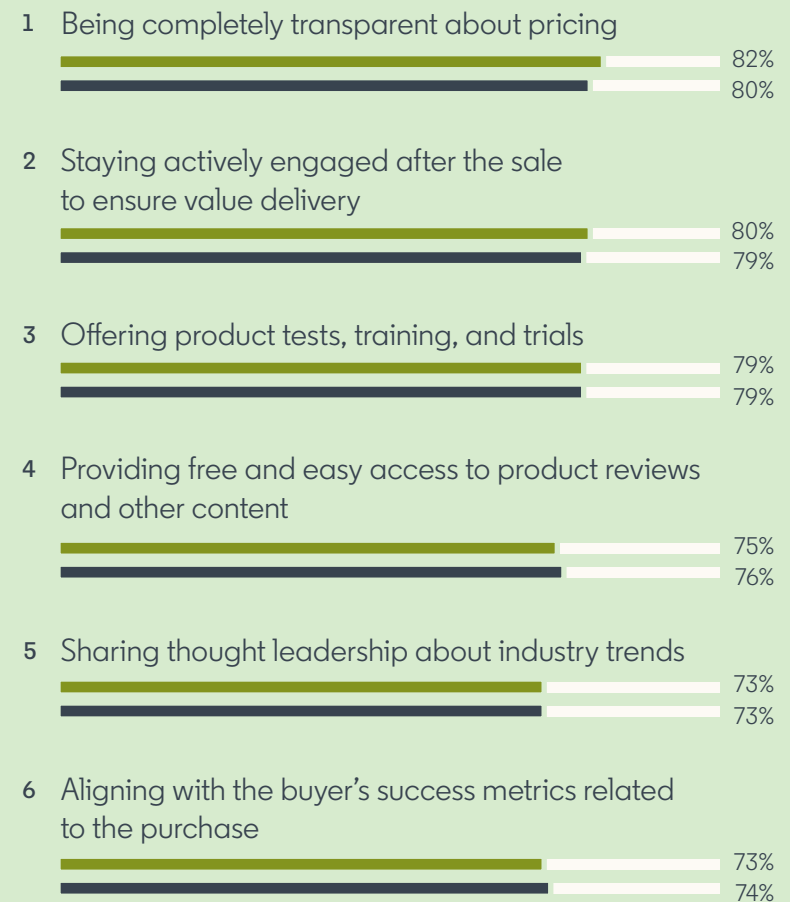 1 Being completely transparent about pricing
82%
80%
2 Staying actively engaged after the sale
to ensure value delivery
80%
79%
3 Offering product tests, training, and trials
79%
79%
4 Providing free and easy access to product reviews
and other content
75%
76%
5 Sharing thought leadership about industry trends
73%
73%
6 Aligning with the buyer’s success metrics related
to the purchase
73%
74%